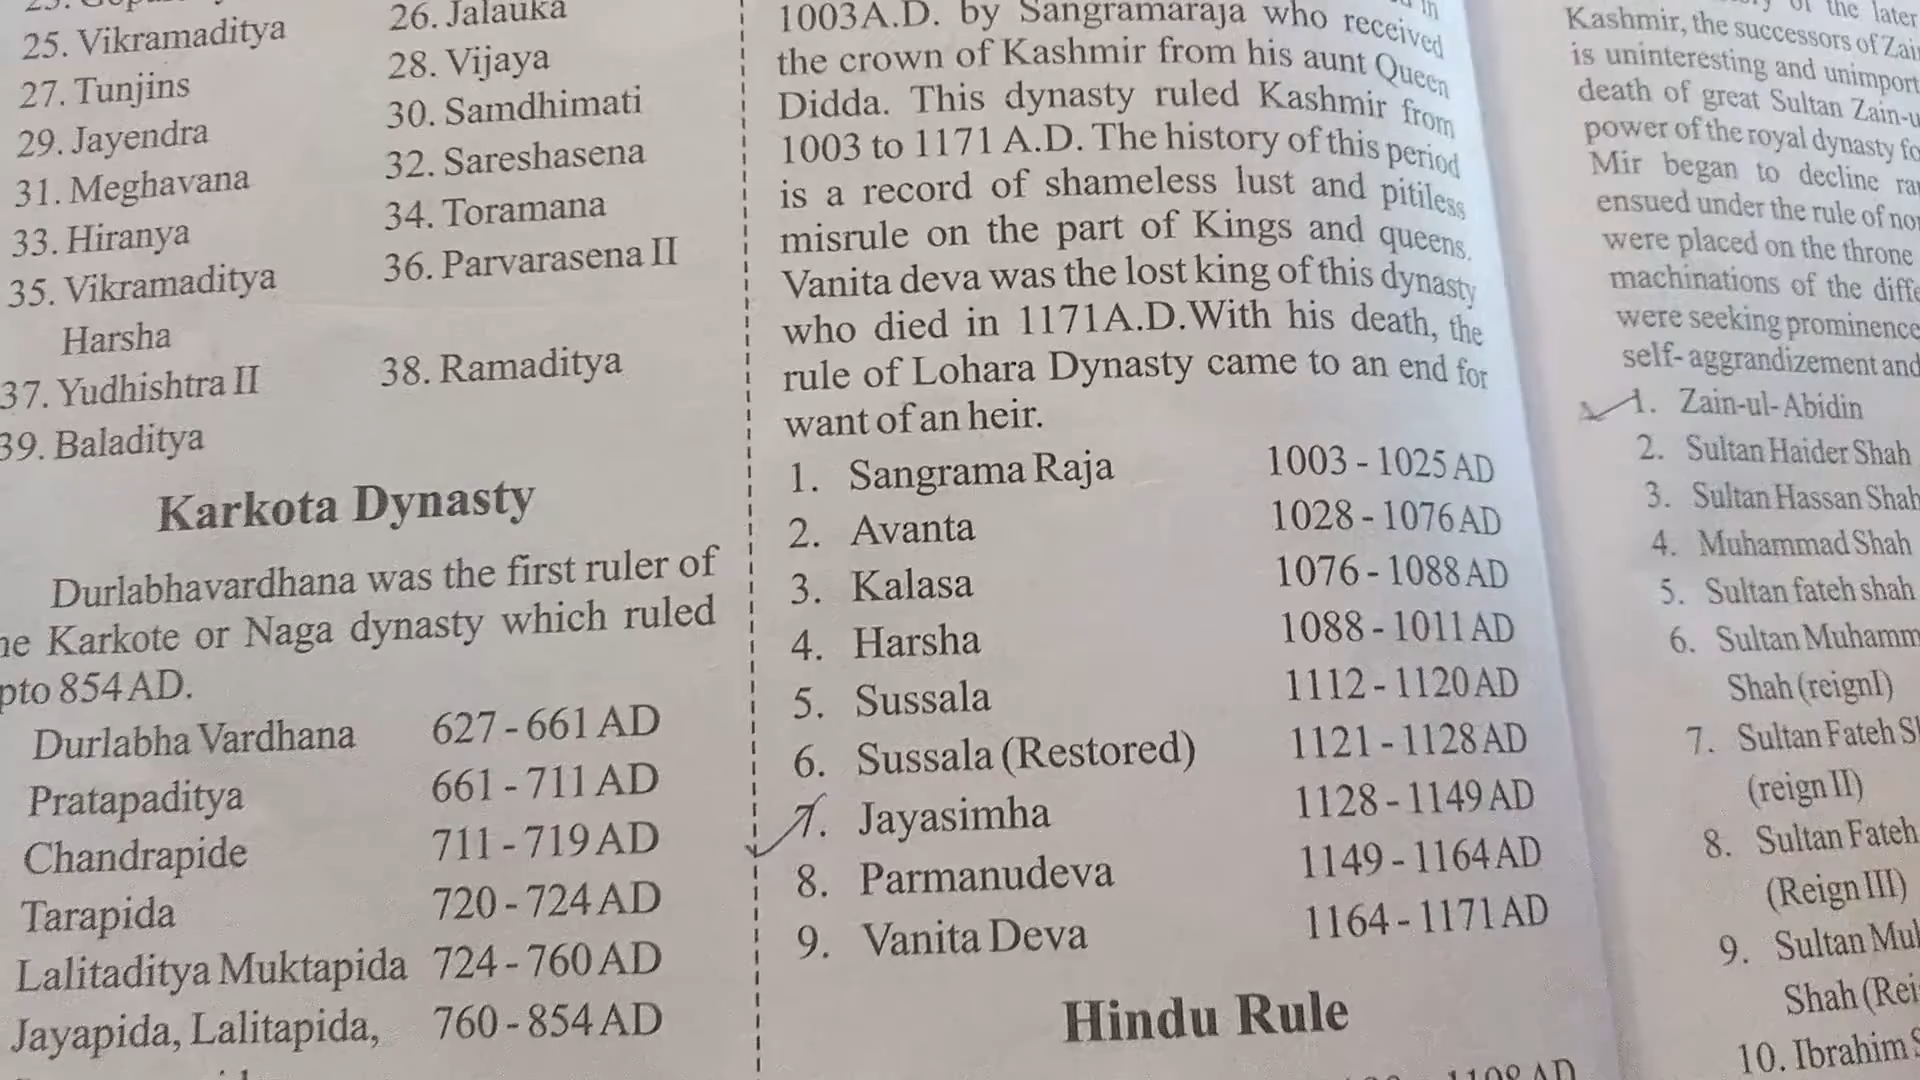 25. Vikramaditya
26. Jalauka
27. Tunjins
28. Vijaya
29. Jayendra
30. Samdhimati
31. Meghavana
32. Sareshasena
33. Hiranya
34. Toramana
35. Vikramaditya
36. Parvarasena II
Harsha
37. Yudhishtra II
38. Ramaditya
39. Baladitya
Karkota Dynasty
Durlabhavardhana was the first ruler of
Karkote or Naga dynasty which ruled
854 AD.
Durlabha Vardhana 627 - 661 AD
Pratapaditya 661 - 711 AD
Chandrapide 711 - 719 AD
Tarapida 720 - 724 AD
Lalitaditya Muktapida 724 - 760 AD
Jayapida, Lalitapida, 760 - 854 AD
1003 A.D. by Sangramaraja who received
the crown of Kashmir from his aunt Queen
Didda. This dynasty ruled Kashmir from
1003 to 1171 A.D. The history of this period
is a record of shameless lust and pitiless
misrule on the part of Kings and queens.
Vanita deva was the lost king of this dynasty
who died in 1171A.D.With his death, the
rule of Lohara Dynasty came to an end for
want of an heir.
1. Sangrama Raja 1003 - 1025 AD
2. Avanta 1028 - 1076 AD
3. Kalasa 1076 - 1088 AD
4. Harsha 1088 - 1011 AD
5. Sussala 1112 - 1120 AD
6. Sussala (Restored) 1121 - 1128 AD
7. Jayasimha 1128 - 1149 AD
8. Parmanudeva 1149 - 1164 AD
9. Vanita Deva 1164 - 1171 AD
Hindu Rule
of the later
Kashmir, the successors of
is uninteresting and
death of great Sultan
power of the royal dynasty
Mir began to decline
ensued under the rule of
were placed on the throne
machinations of the
were seeking prominence
self- aggrandizement and
1. Zain-ul-Abidin
2. Sultan Haider Shah
3. Sultan Hassan Shah
4. Muhammad Shah
5. Sultan fateh shah
6. Sultan
Shah (reignI)
7. Sultan Fateh
(reign II)
8. Sultan Fateh
(Reign III)
9. Sultan
Shah
10. Ibrahim